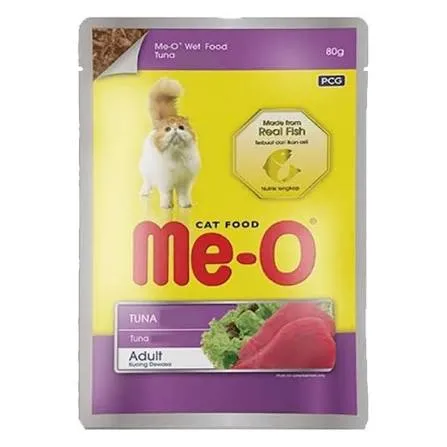 Me-O® Wet Food
Tuna
80g
PCG
Made from
Real Fish
Terbuat dari ikan asli
Nutrisi lengkap
CAT FOOD
me-O®
TUNA
Tuna
Adult
Kucing Dewasa